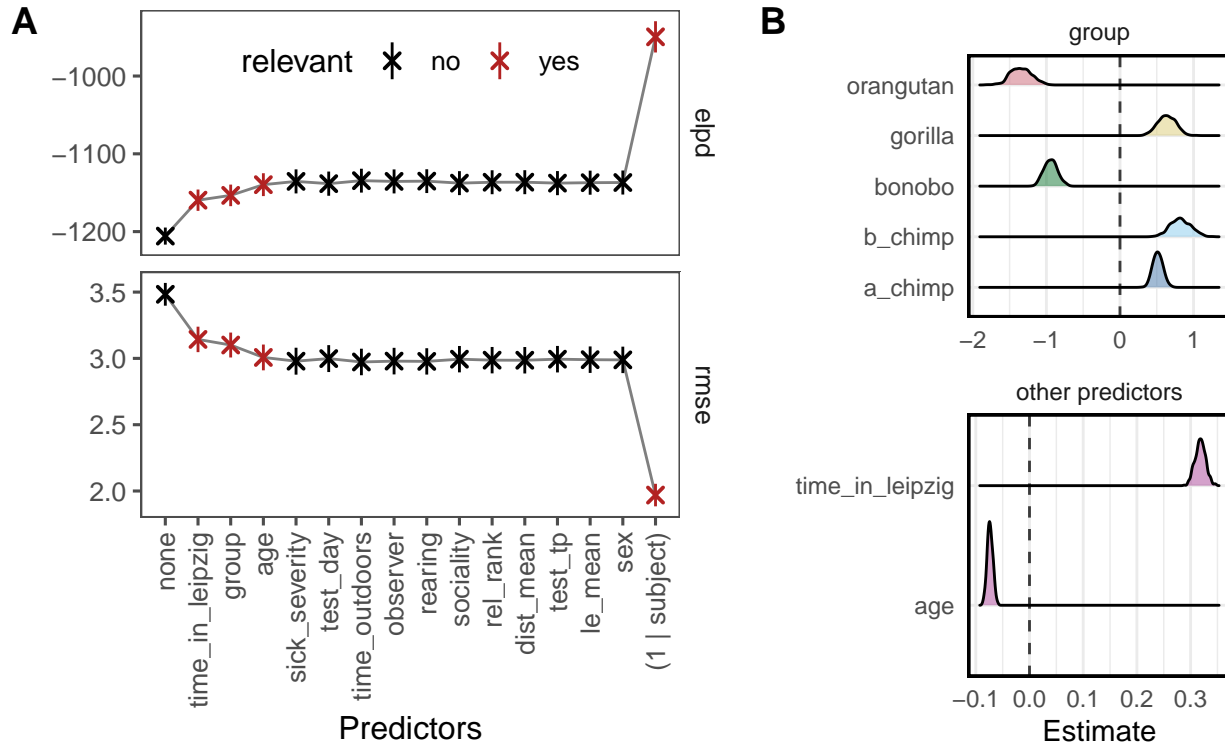 A
relevant no yes
−1000
−1100
−1200
elpd
3.5
3.0
2.5
2.0
rmse
none
time_in_leipzig
group
age
sick_severity
test_day
time_outdoors
observer
rearing
sociality
rel_rank
dist_mean
test_tp
le_mean
sex
(1 | subject)
Predictors
B
group
orangutan
gorilla
bonobo
b_chimp
a_chimp
−2 −1 0 1
other predictors
time_in_leipzig
age
−0.1 0.0 0.1 0.2 0.3
Estimate